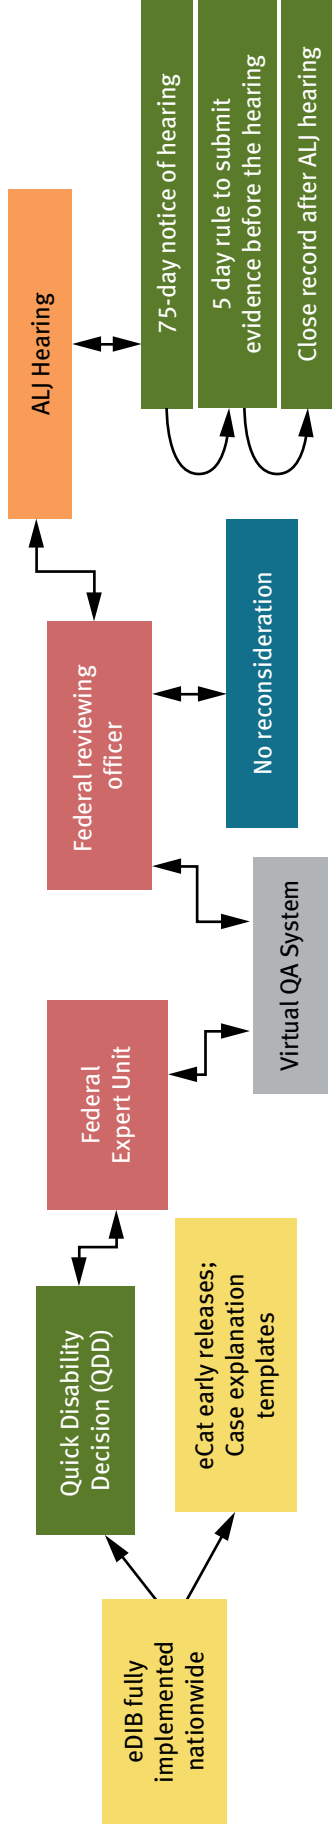 eDIB fully
implemented
nationwide
Quick Disability
Decision (QDD)
eCat early releases;
Case explanation
templates
Federal
Expert Unit
Virtual QA System
Federal reviewing
officer
No reconsideration
ALJ Hearing
75-day notice of hearing
5 day rule to submit
evidence before the hearing
Close record after ALJ hearing